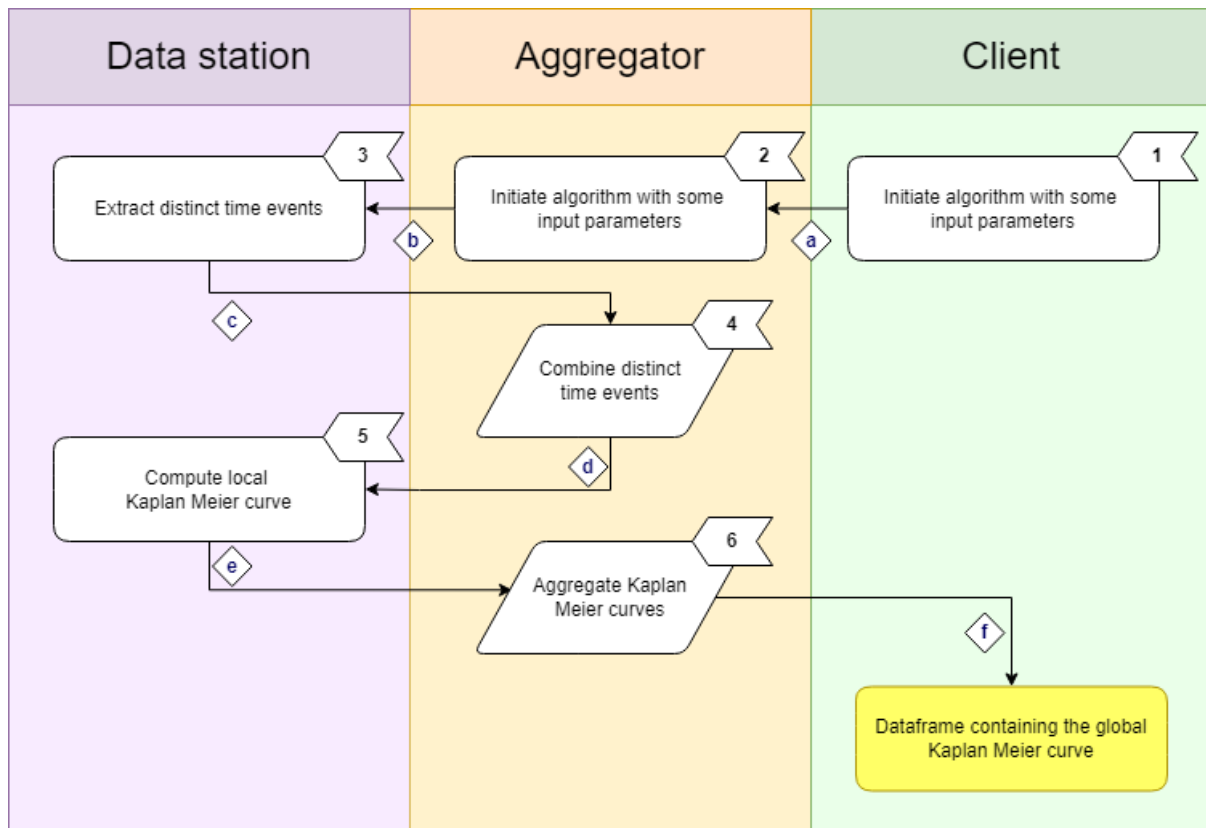 Data station
Aggregator
Client
3
2
1
Extract distinct time events
Initiate algorithm with some
input parameters
Initiate algorithm with some
input parameters
b
a
c
4
Combine distinct
time events
5
d
Compute local
Kaplan Meier curve
6
e
Aggregate Kaplan
Meier curves
f
Dataframe containing the global
Kaplan Meier curve